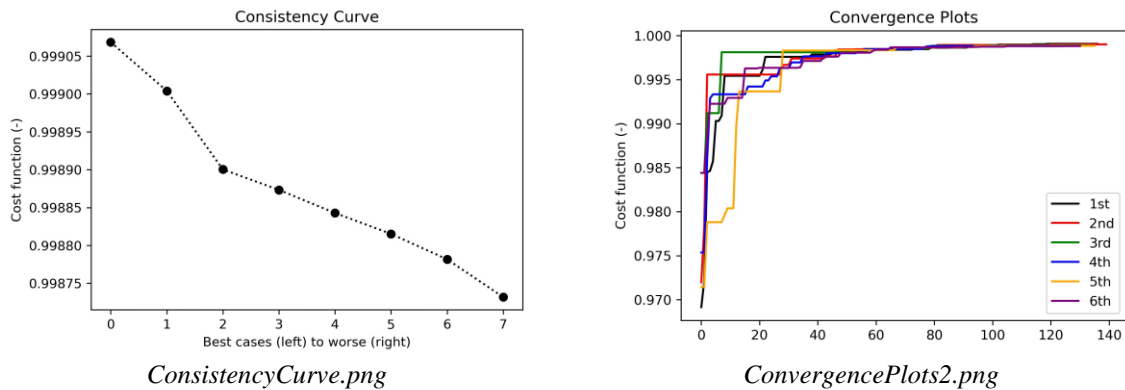 Consistency Curve
Cost function (-)
0.999905
0.99900
0.99895
0.99890
0.99885
0.99880
0.99875
0 1 2 3 4 5 6 7
Best cases (left) to worse (right)
ConsistencyCurve.png
Convergence Plots
Cost function (-)
1.000
0.995
0.990
0.985
0.980
0.975
0.970
1st
2nd
3rd
4th
5th
6th
0 20 40 60 80 100 120 140
ConvergencePlots2.png